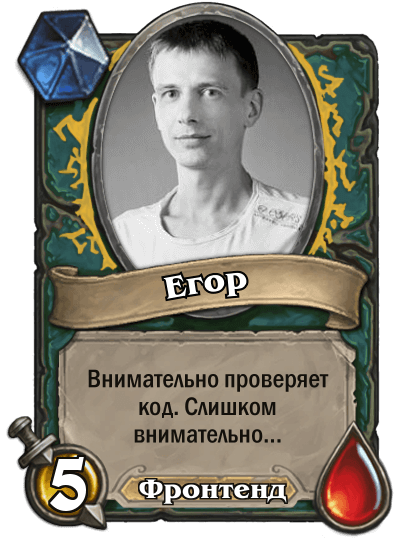 Егор
Внимательно проверяет
код. Слишком
внимательно...
5
Фронтенд